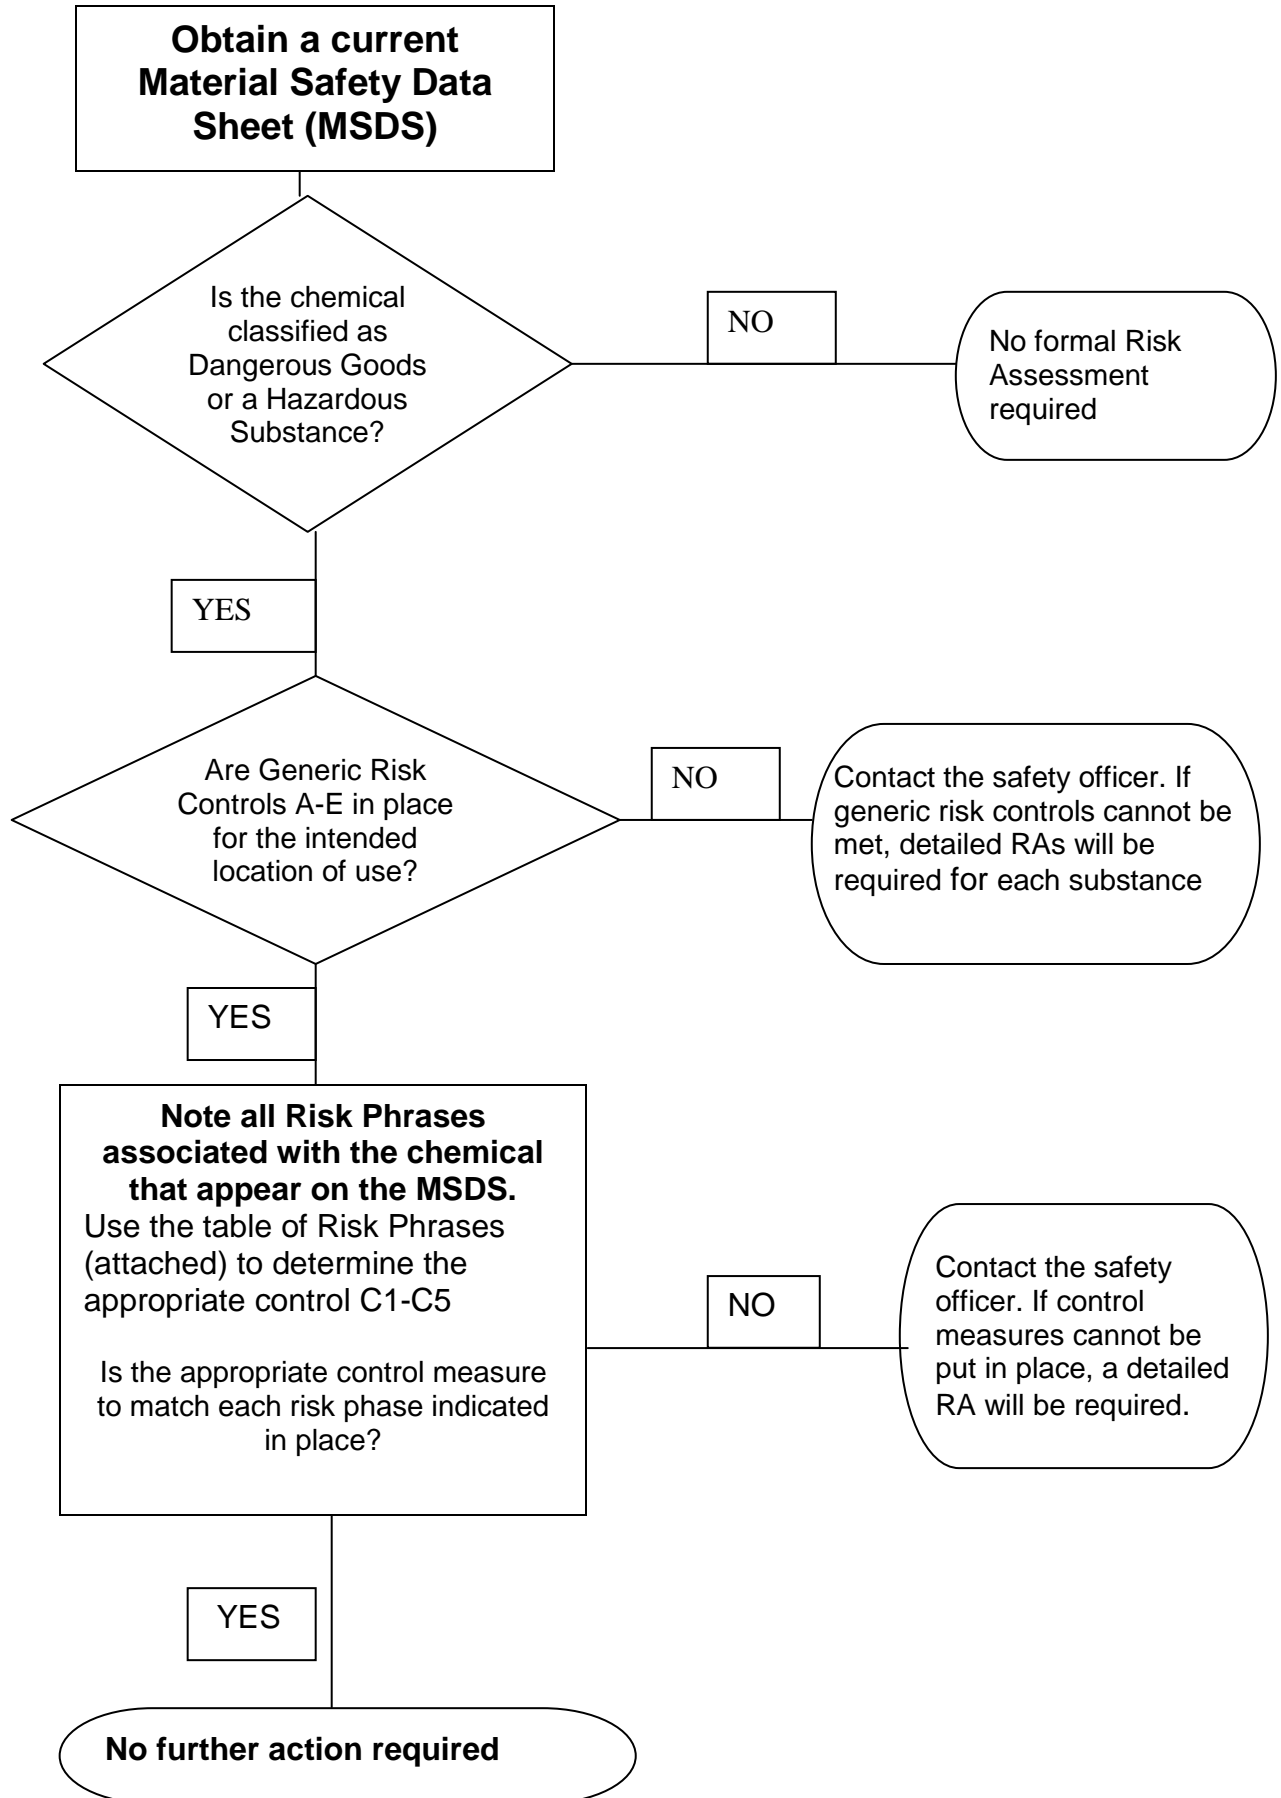 Obtain a current
Material Safety Data
Sheet (MSDS)
Is the chemical
classified as
Dangerous Goods
or a Hazardous
Substance?
NO
No formal Risk
Assessment
required
YES
Are Generic Risk
Controls A-E in place
for the intended
location of use?
NO
Contact the safety officer. If
generic risk controls cannot be
met, detailed RAs will be
required for each substance
YES
Note all Risk Phrases
associated with the chemical
that appear on the MSDS.
Use the table of Risk Phrases
(attached) to determine the
appropriate control C1-C5
Is the appropriate control measure
to match each risk phase indicated
in place?
NO
Contact the safety
officer. If control
measures cannot be
put in place, a detailed
RA will be required.
YES
No further action required